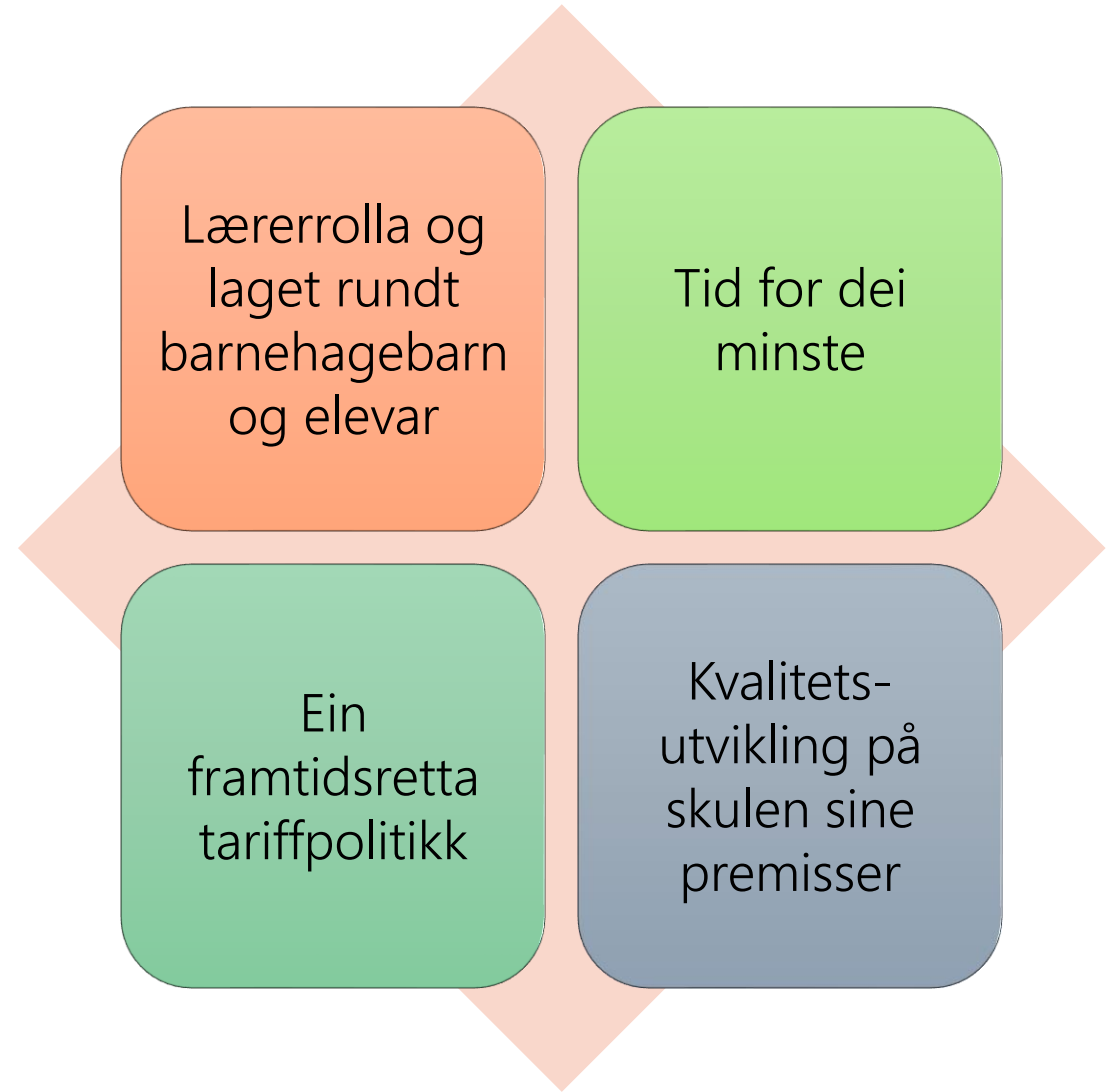 Lærerrolla og
laget rundt
barnehagebarn
og elevar
Tid for dei
minste
Ein
framtidsretta
tariffpolitikk
Kvalitets-
utvikling på
skulen sine
premisser